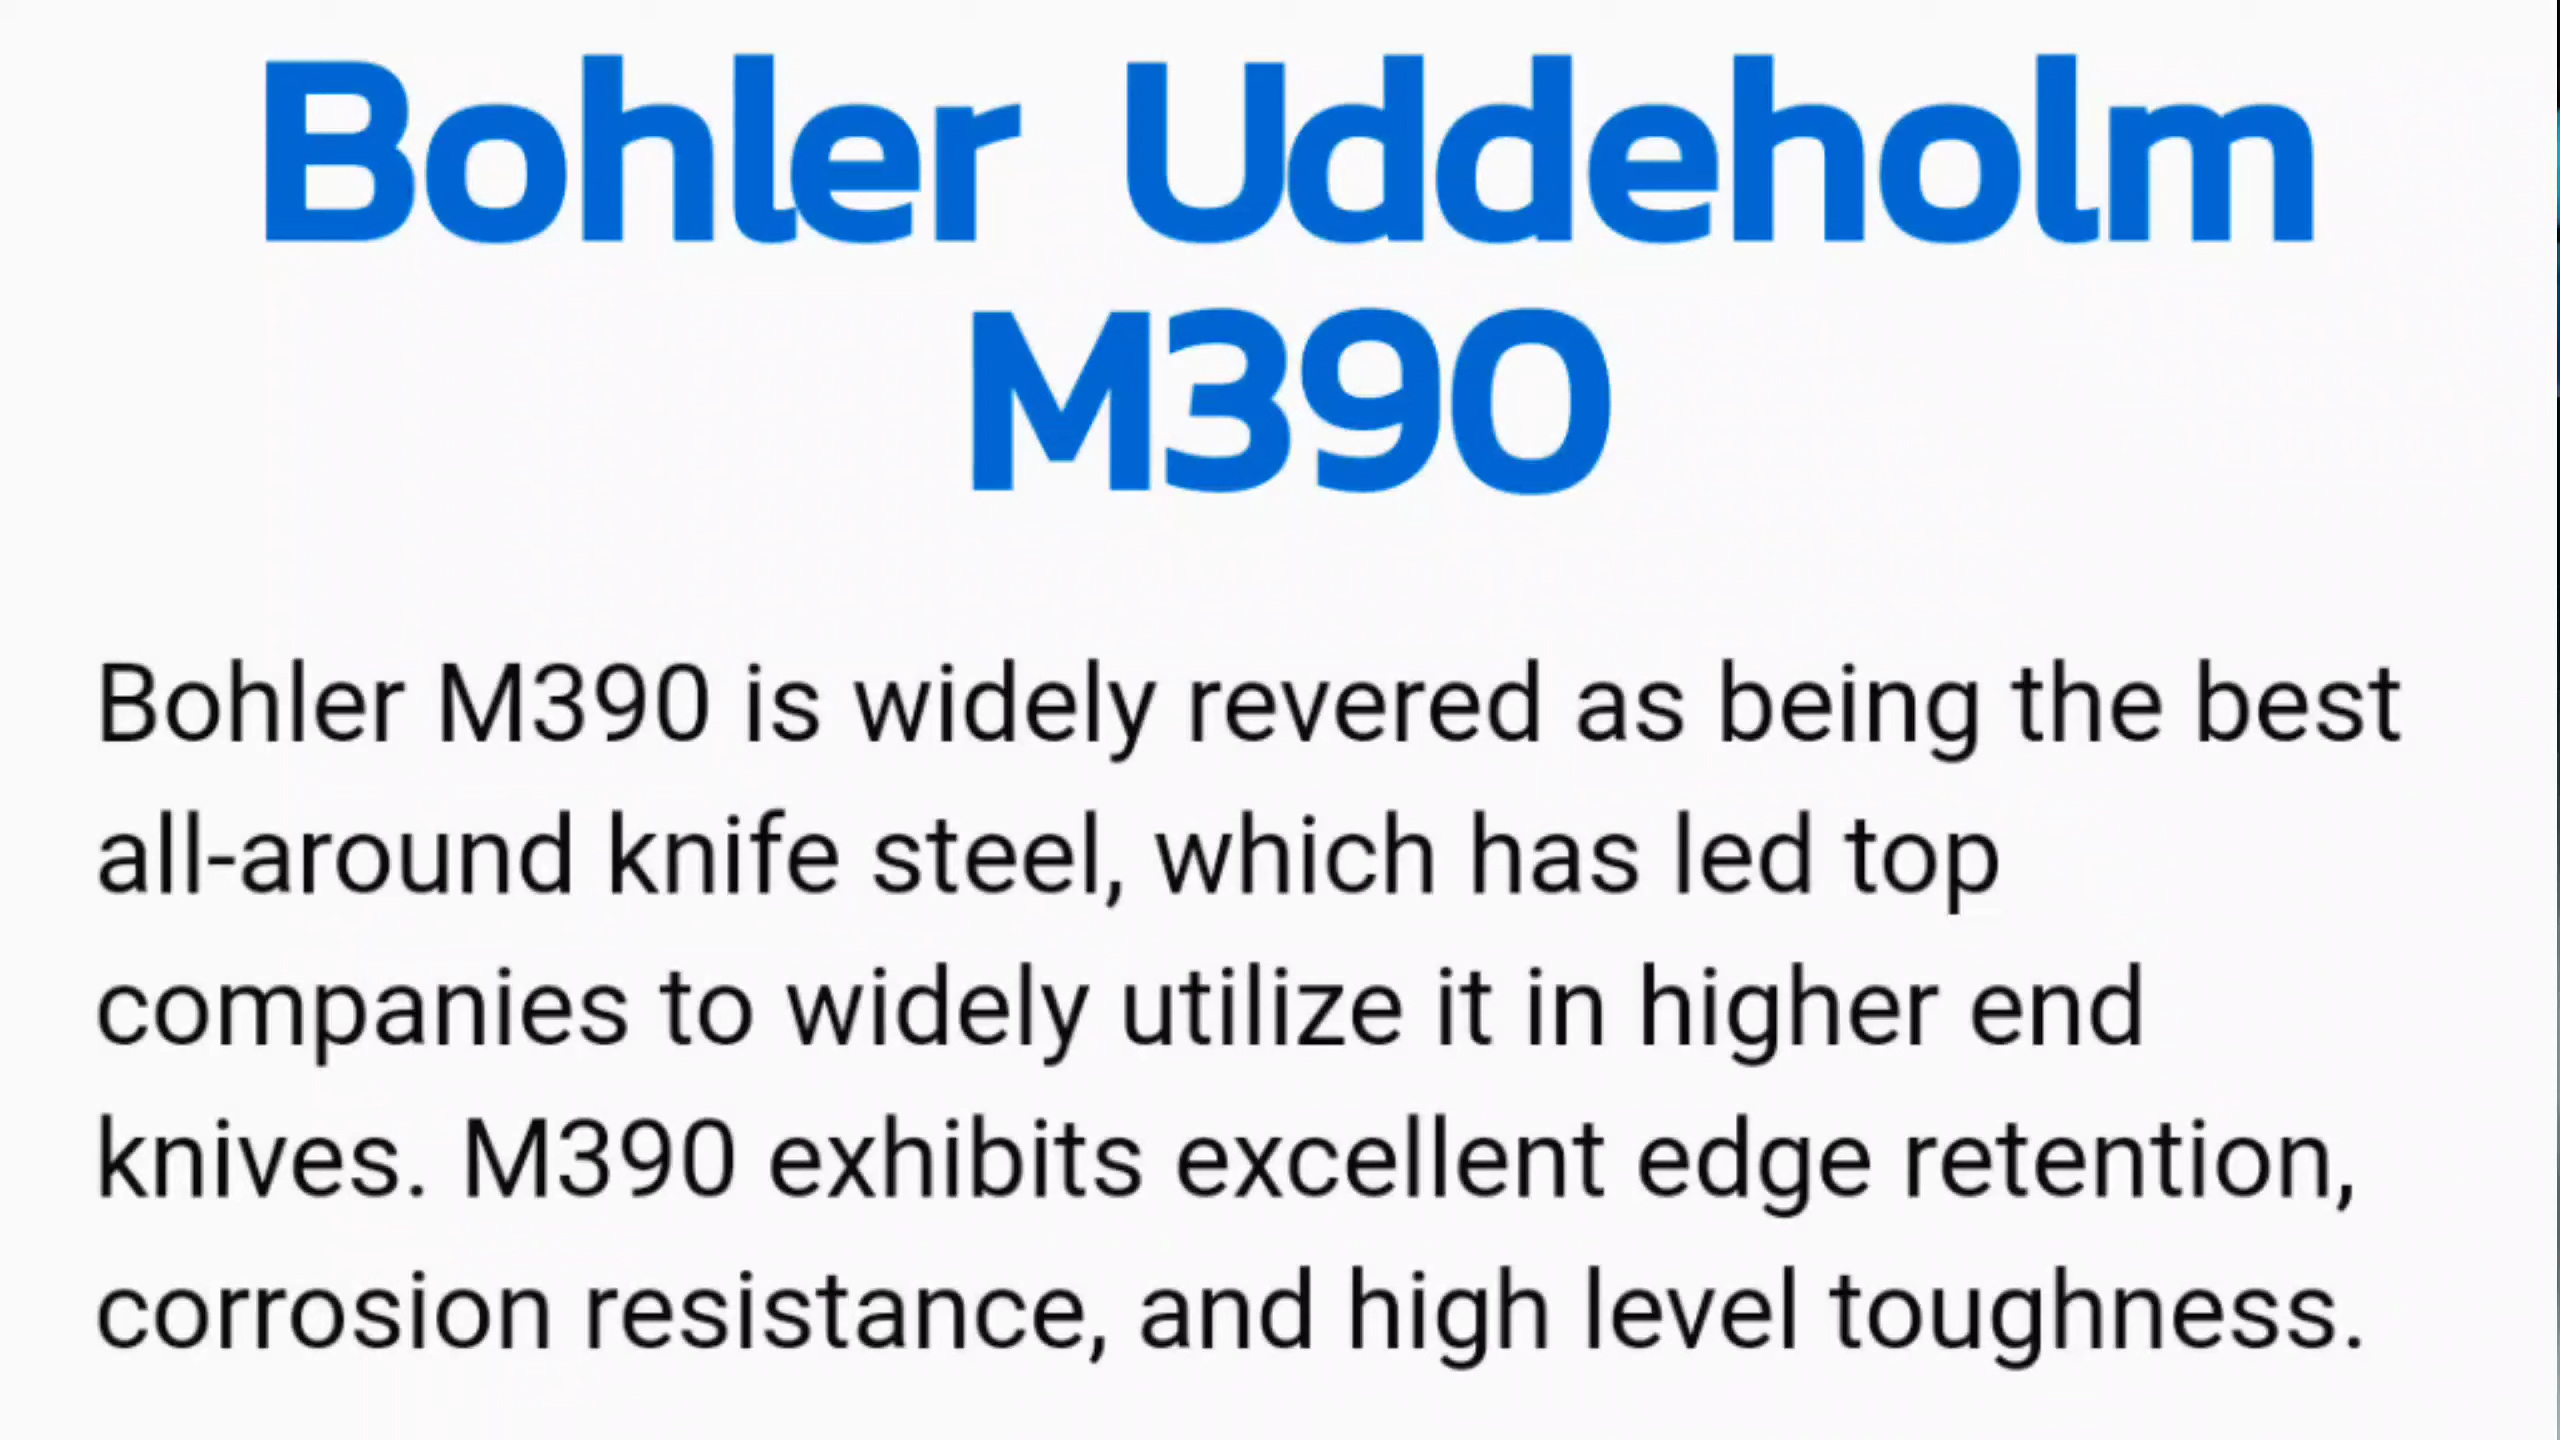 Bohler Uddeholm
M390
Bohler M390 is widely revered as being the best
all-around knife steel, which has led top
companies to widely utilize it in higher end
knives. M390 exhibits excellent edge retention,
corrosion resistance, and high level toughness.